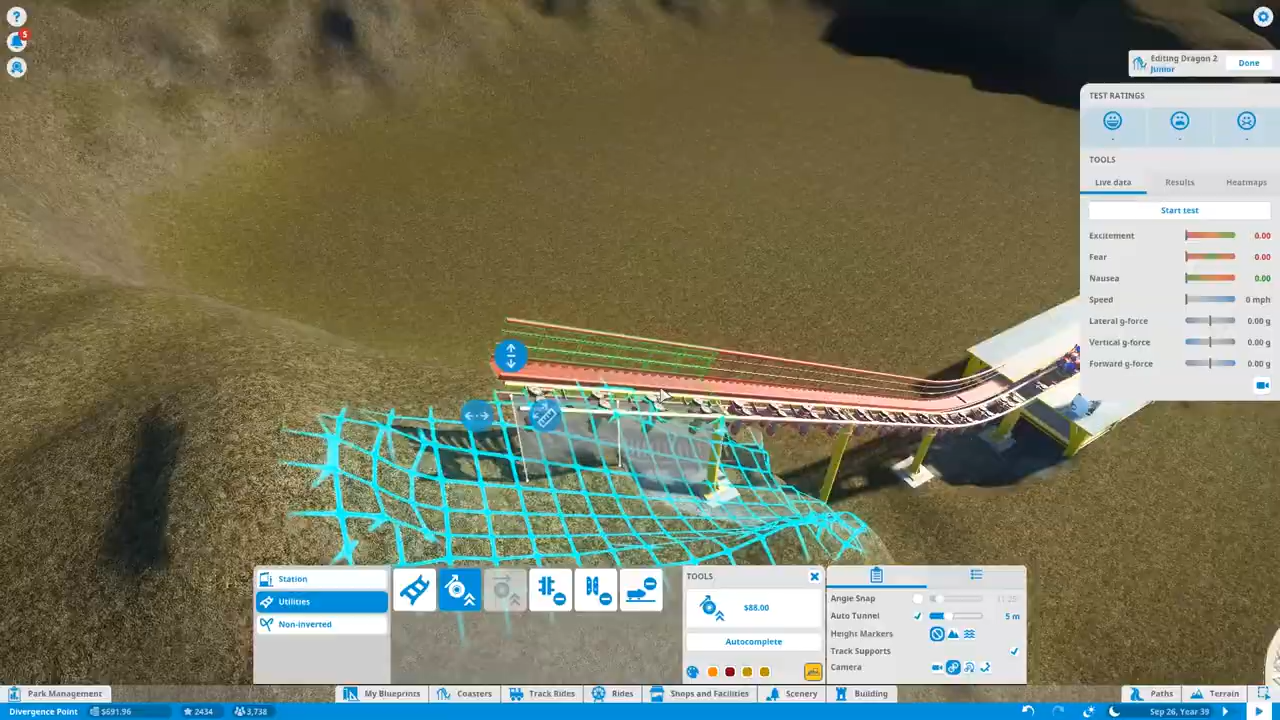 ?
5
Editing Dragon 2
Junior
Done
TEST RATINGS
- - -
TOOLS
Live data Results Heatmaps
Start test
Excitement 0.00
Fear 0.00
Nausea 0.00
Speed 0 mph
Lateral g-force 0.00 g
Vertical g-force 0.00 g
Forward g-force 0.00 g
Station
Utilities
Non-inverted
TOOLS
$88.00
Autocomplete
Angle Snap 11.25°
Auto Tunnel 5 m
Height Markers
Track Supports
Camera
Park Management My Blueprints Coasters Track Rides Rides Shops and Facilities Scenery Building Paths Terrain
Divergence Point $691.96 2434 3,738 Sep 26, Year 39